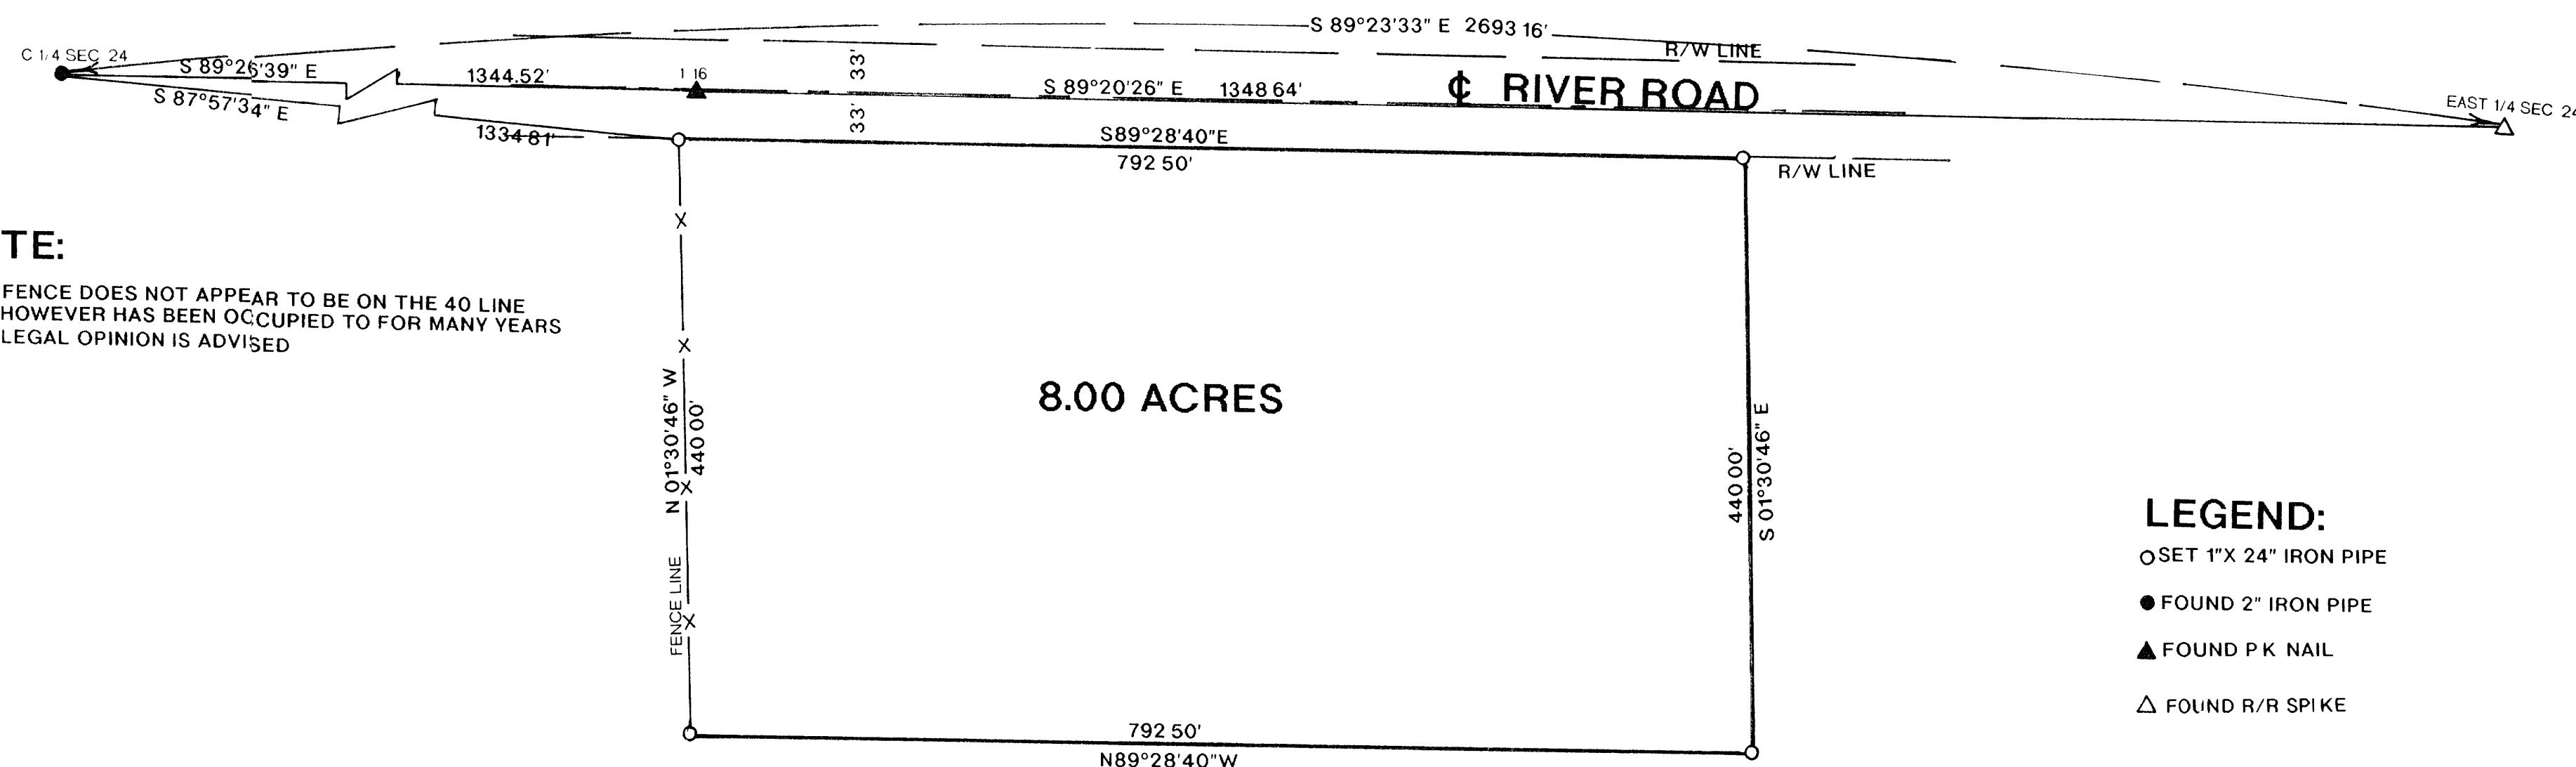 S 89°23'33" E 2693 16'
R/W LINE
C 1/4 SEC 24
S 89°26'39" E
1344.52'
1 16
33'
S 89°20'26" E 1348 64'
℄ RIVER ROAD
EAST 1/4 SEC 24
S 87°57'34" E
1334 81'
33'
S89°28'40"E
792 50'
R/W LINE
TE:
FENCE DOES NOT APPEAR TO BE ON THE 40 LINE
HOWEVER HAS BEEN OCCUPIED TO FOR MANY YEARS
LEGAL OPINION IS ADVISED
N 01°30'46" W
440 00'
FENCE LINE
8.00 ACRES
440 00'
S 01°30'46" E
LEGEND:
SET 1"X 24" IRON PIPE
FOUND 2" IRON PIPE
FOUND P K NAIL
FOUND R/R SPIKE
792 50'
N89°28'40"W